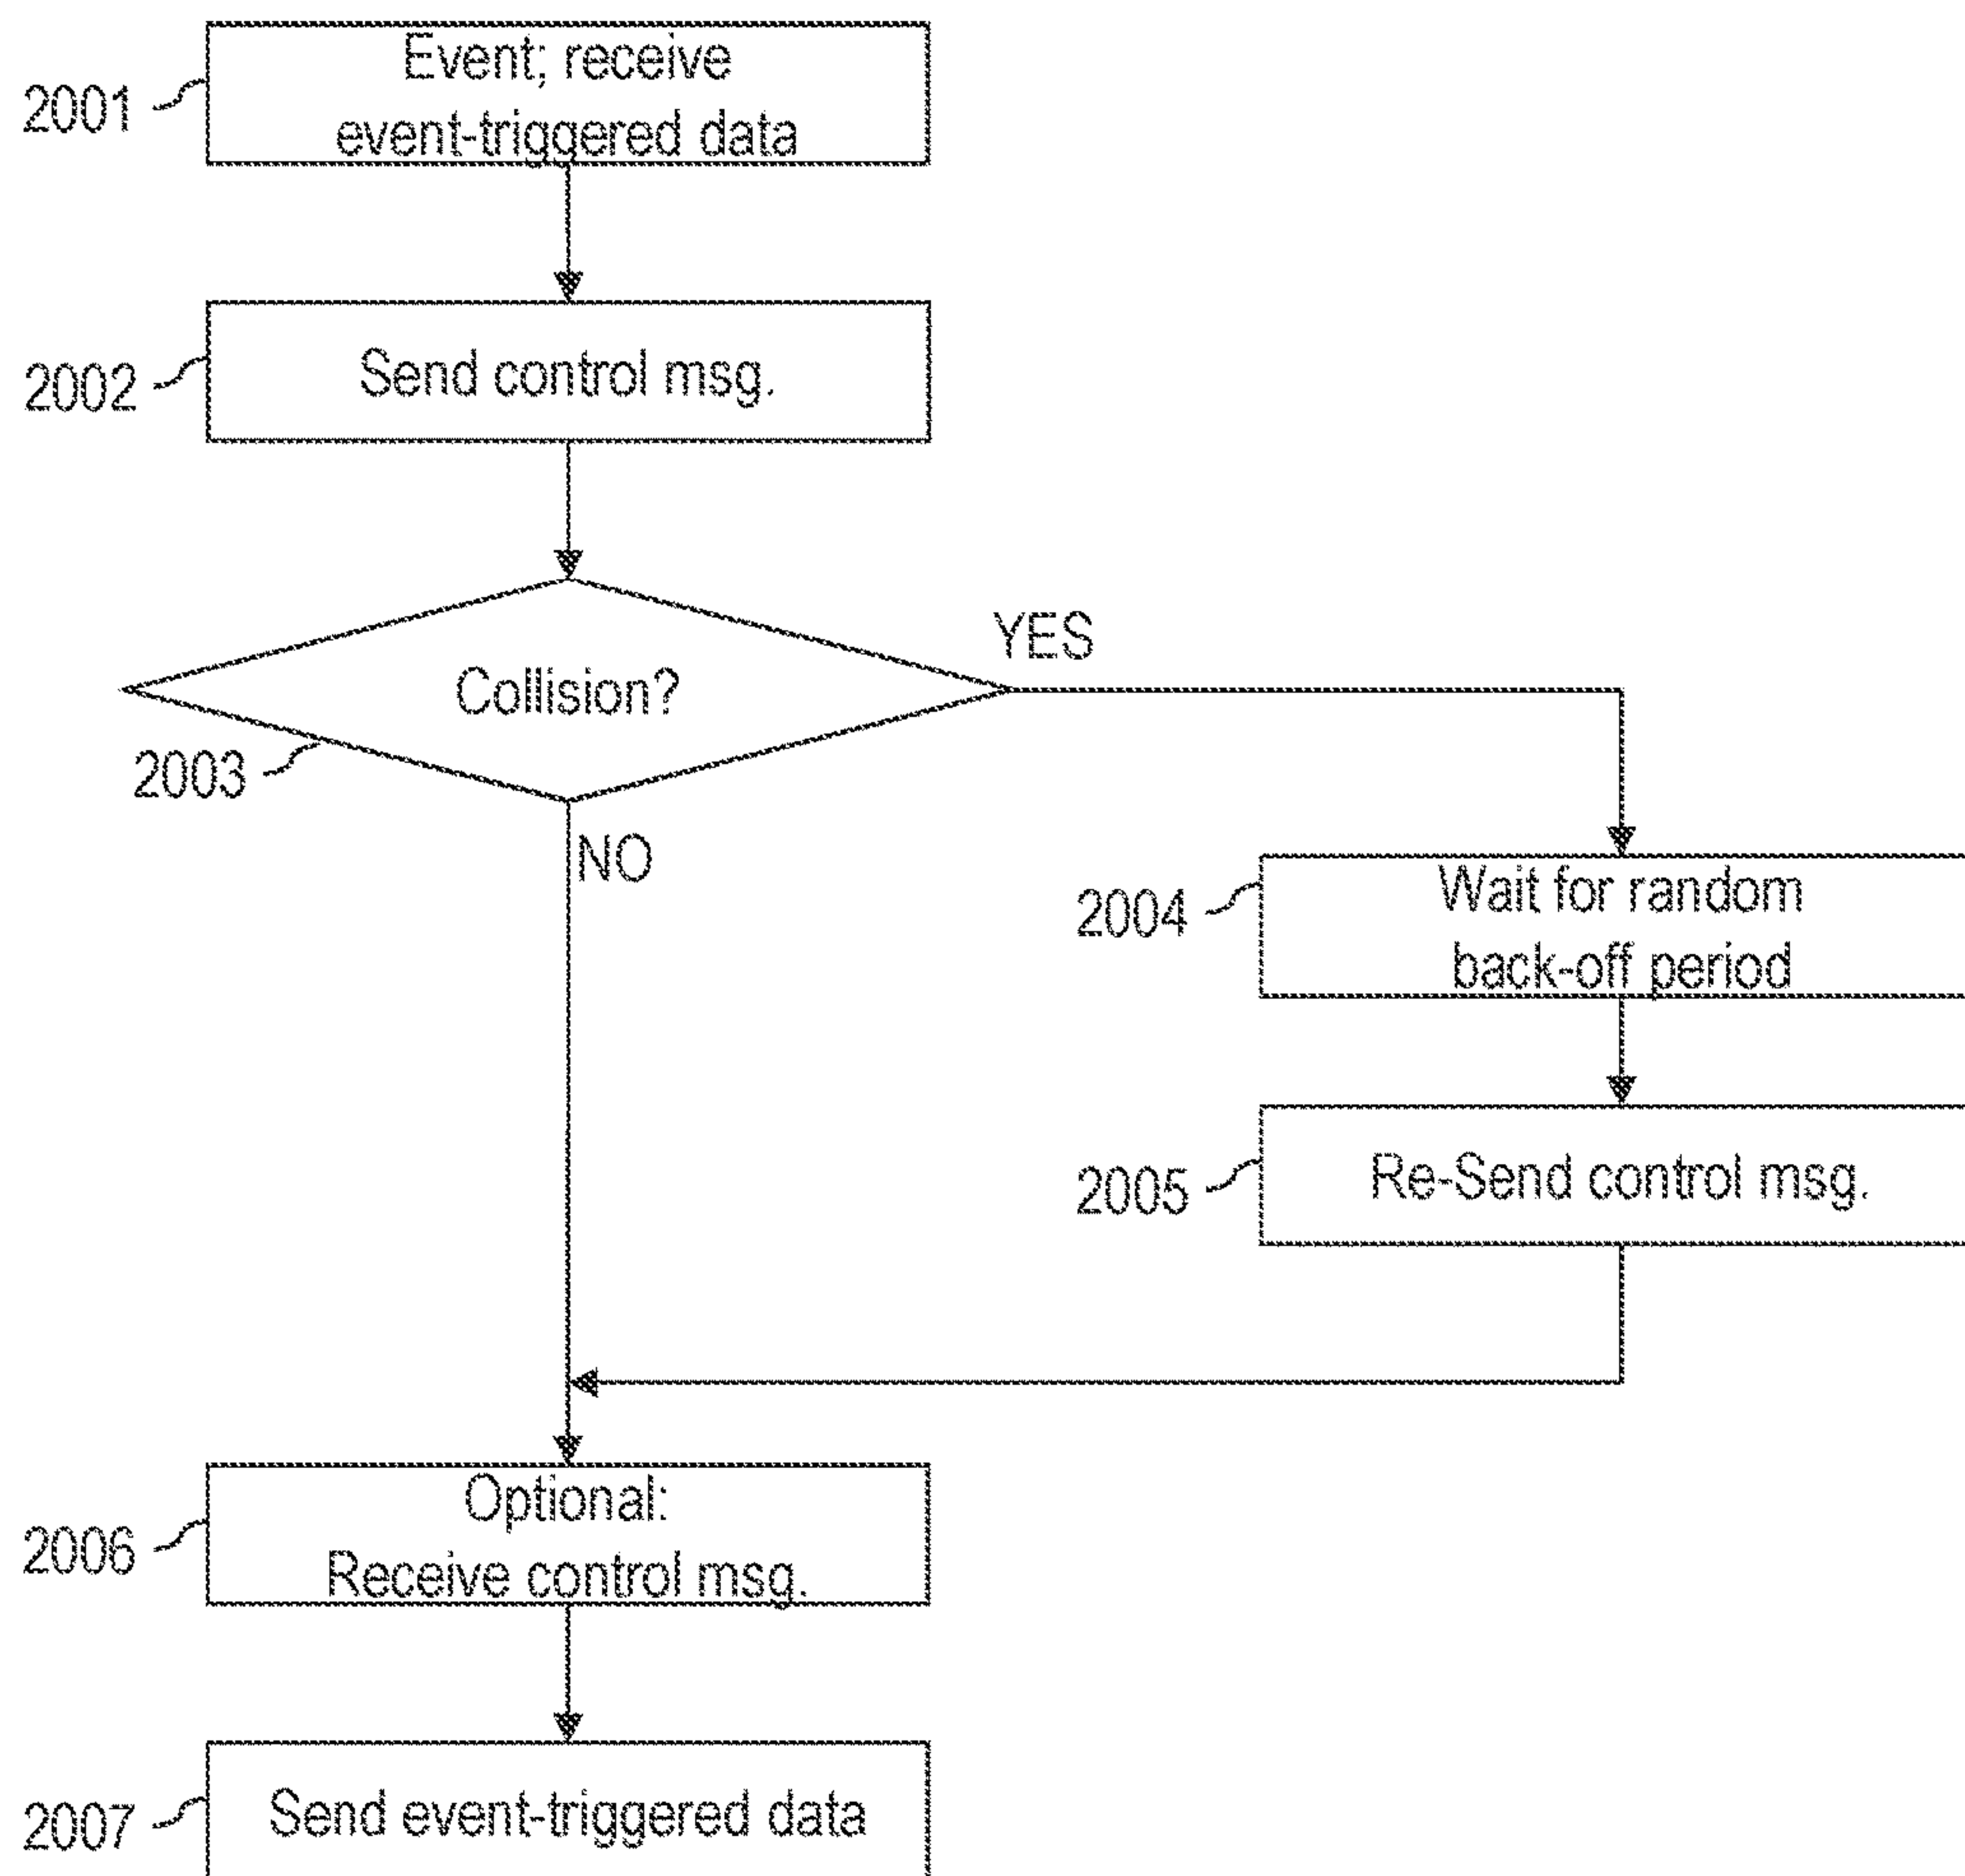 Event; receive
event-triggered data
2001
Send control msg.
2002
YES
Collision?
2003
NO
Wait for random
back-off period
2004
Re-Send control msg.
2005
Optional:
Receive control msg.
2006
Send event-triggered data
2007